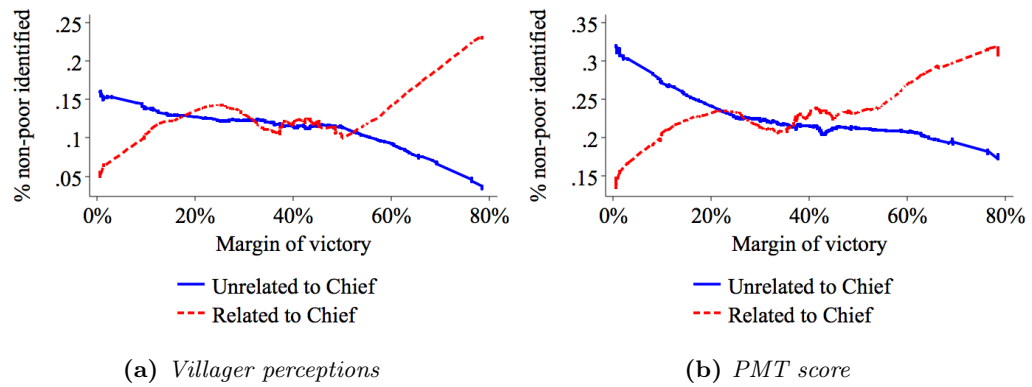 % non-poor identified
.25
.2
.15
.1
.05
0% 20% 40% 60% 80%
Margin of victory
Unrelated to Chief
Related to Chief
(a) Villager perceptions
% non-poor identified
.35
.3
.25
.2
.15
0% 20% 40% 60% 80%
Margin of victory
Unrelated to Chief
Related to Chief
(b) PMT score